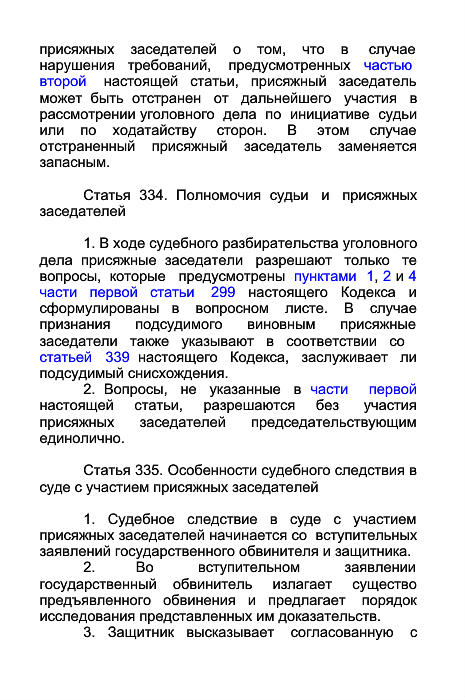 присяжных заседателей о том, что в случае
нарушения требований, предусмотренных частью
второй настоящей статьи, присяжный заседатель
может быть отстранен от дальнейшего участия в
рассмотрении уголовного дела по инициативе судьи
или по ходатайству сторон. В этом случае
отстраненный присяжный заседатель заменяется
запасным.
Статья 334. Полномочия судьи и присяжных
заседателей
1. В ходе судебного разбирательства уголовного
дела присяжные заседатели разрешают только те
вопросы, которые предусмотрены пунктами 1, 2 и 4
части первой статьи 299 настоящего Кодекса и
сформулированы в вопросном листе. В случае
признания подсудимого виновным присяжные
заседатели также указывают в соответствии со
статьей 339 настоящего Кодекса, заслуживает ли
подсудимый снисхождения.
2. Вопросы, не указанные в части первой
настоящей статьи, разрешаются без участия
присяжных заседателей председательствующим
единолично.
Статья 335. Особенности судебного следствия в
суде с участием присяжных заседателей
1. Судебное следствие в суде с участием
присяжных заседателей начинается со вступительных
заявлений государственного обвинителя и защитника.
2. Во вступительном заявлении
государственный обвинитель излагает существо
предъявленного обвинения и предлагает порядок
исследования представленных им доказательств.
3. Защитник высказывает согласованную с